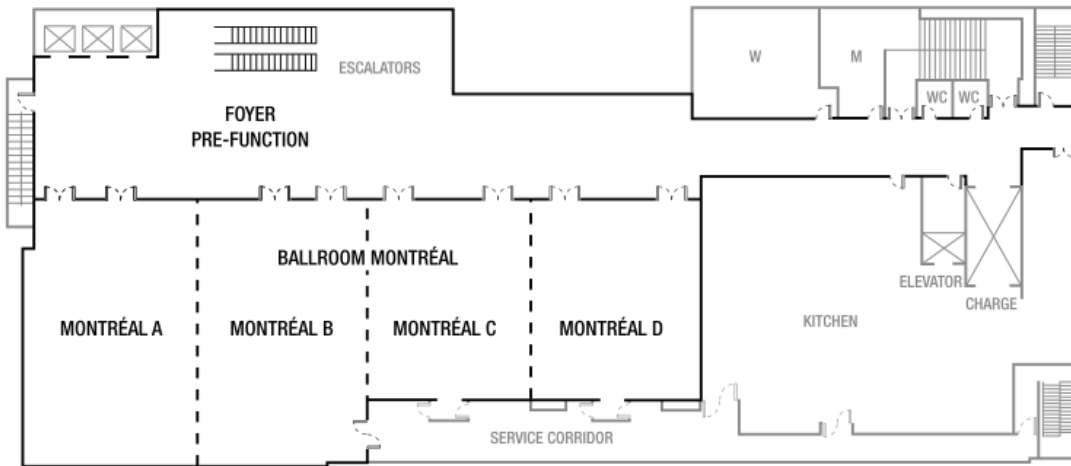 W
M
ESCALATORS
WC
WC
FOYER
PRE-FUNCTION
BALLROOM MONTRÉAL
ELEVATOR
CHARGE
MONTRÉAL A
MONTRÉAL B
MONTRÉAL C
MONTRÉAL D
KITCHEN
SERVICE CORRIDOR